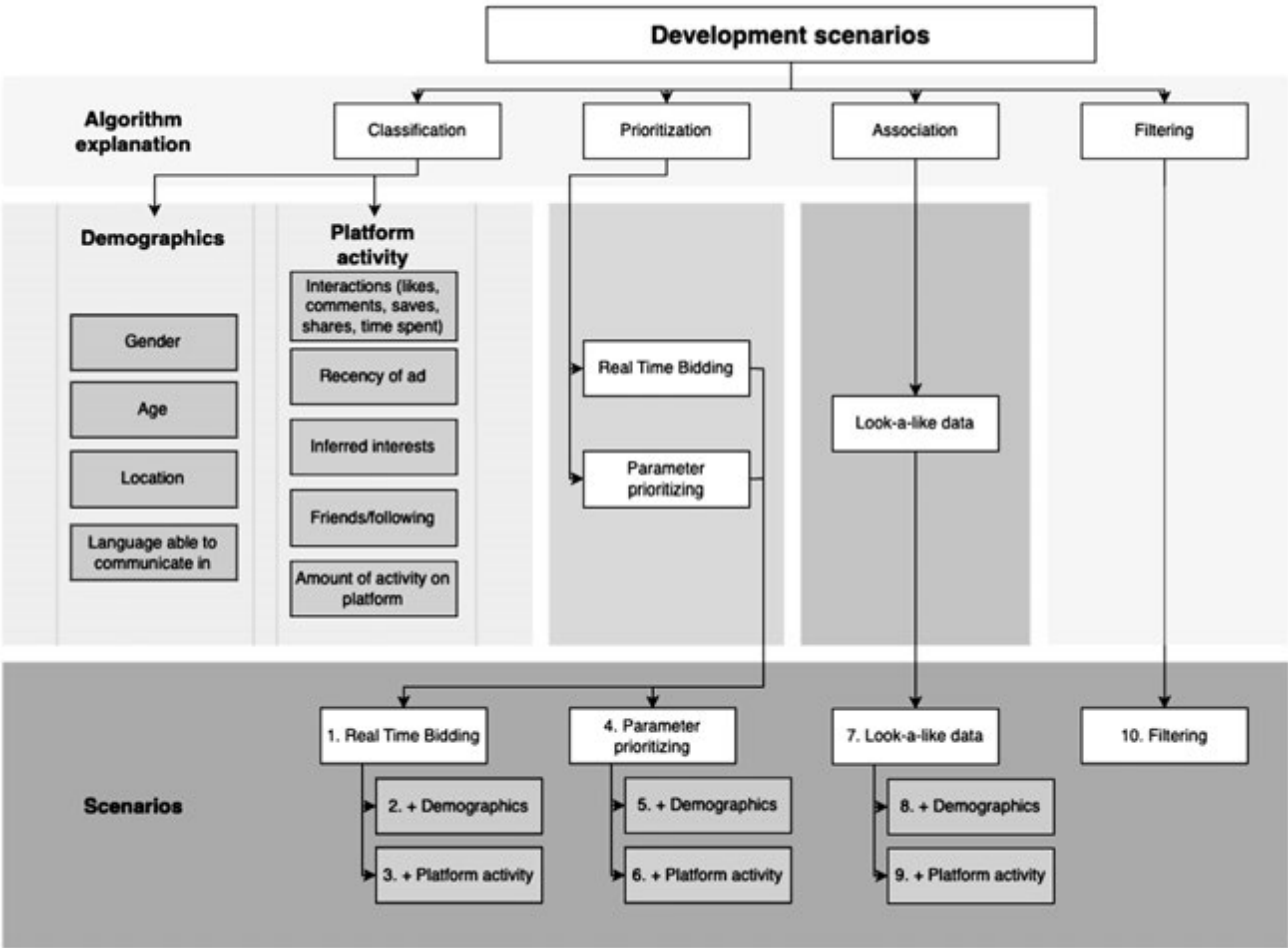 Development scenarios
Algorithm
explanation
Classification
Prioritization
Association
Filtering
Demographics
Gender
Age
Location
Language able to
communicate in
Platform
activity
Interactions (likes,
comments, saves,
shares, time spent)
Recency of ad
Inferred interests
Friends/following
Amount of activity on
platform
Real Time Bidding
Parameter
prioritizing
Look-a-like data
Scenarios
1. Real Time Bidding
2. + Demographics
3. + Platform activity
4. Parameter
prioritizing
5. + Demographics
6. + Platform activity
7. Look-a-like data
8. + Demographics
9. + Platform activity
10. Filtering